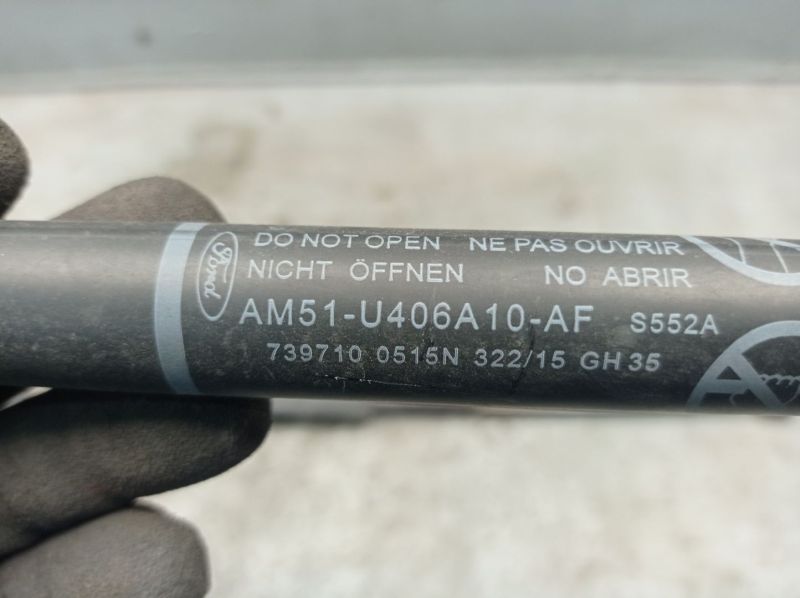 Ford
DO NOT OPEN NE PAS OUVRIR
NICHT ÖFFNEN NO ABRIR
AM51-U406A10-AF S552A
739710 0515N 322/15 GH 35